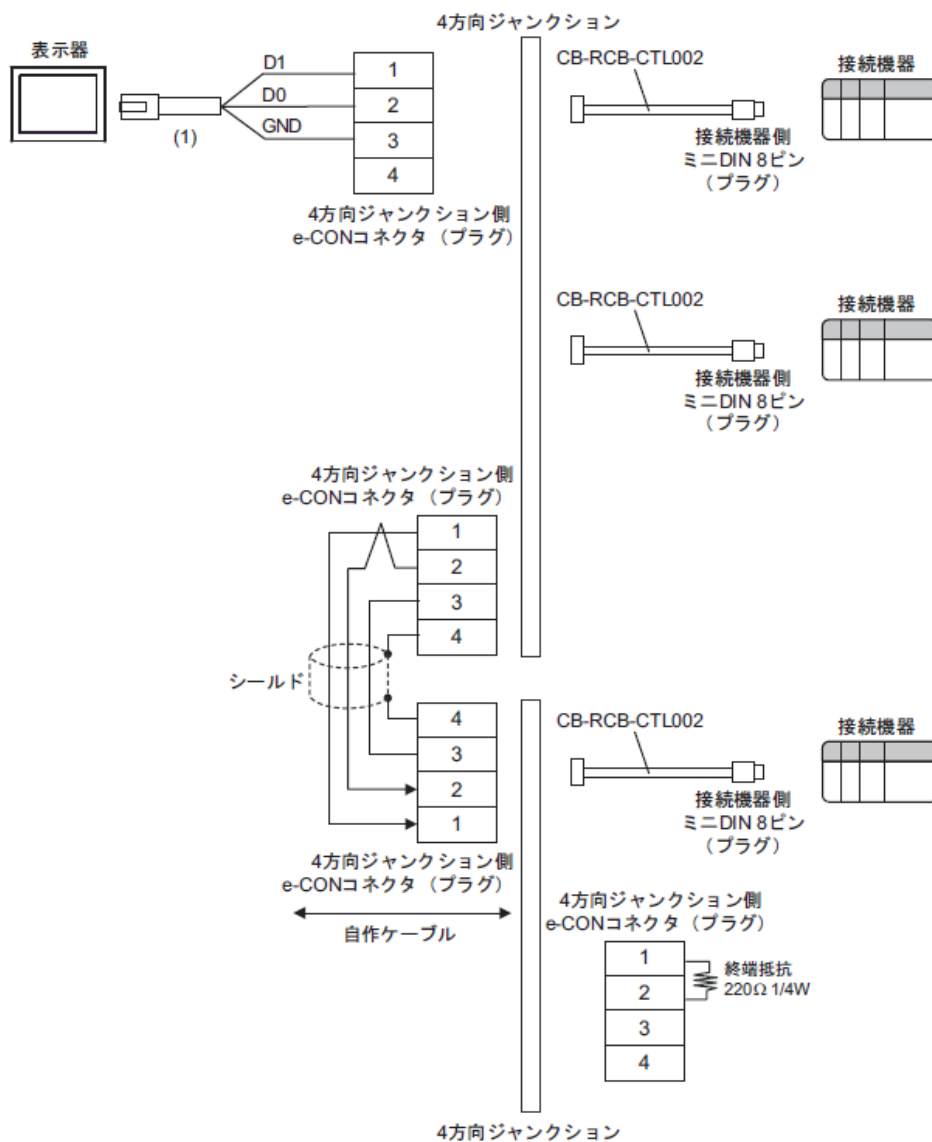 4方向ジャンクション
表示器
D1
D0
GND
(1)
1
2
3
4
4方向ジャンクション側
e-CONコネクタ（プラグ）
CB-RCB-CTL002
接続機器側
ミニDIN 8ピン
（プラグ）
接続機器
CB-RCB-CTL002
接続機器側
ミニDIN 8ピン
（プラグ）
接続機器
4方向ジャンクション側
e-CONコネクタ（プラグ）
1
2
3
4
シールド
4
3
2
1
4方向ジャンクション側
e-CONコネクタ（プラグ）
自作ケーブル
CB-RCB-CTL002
接続機器側
ミニDIN 8ピン
（プラグ）
接続機器
4方向ジャンクション側
e-CONコネクタ（プラグ）
1
2
3
4
終端抵抗
220Ω 1/4W
4方向ジャンクション